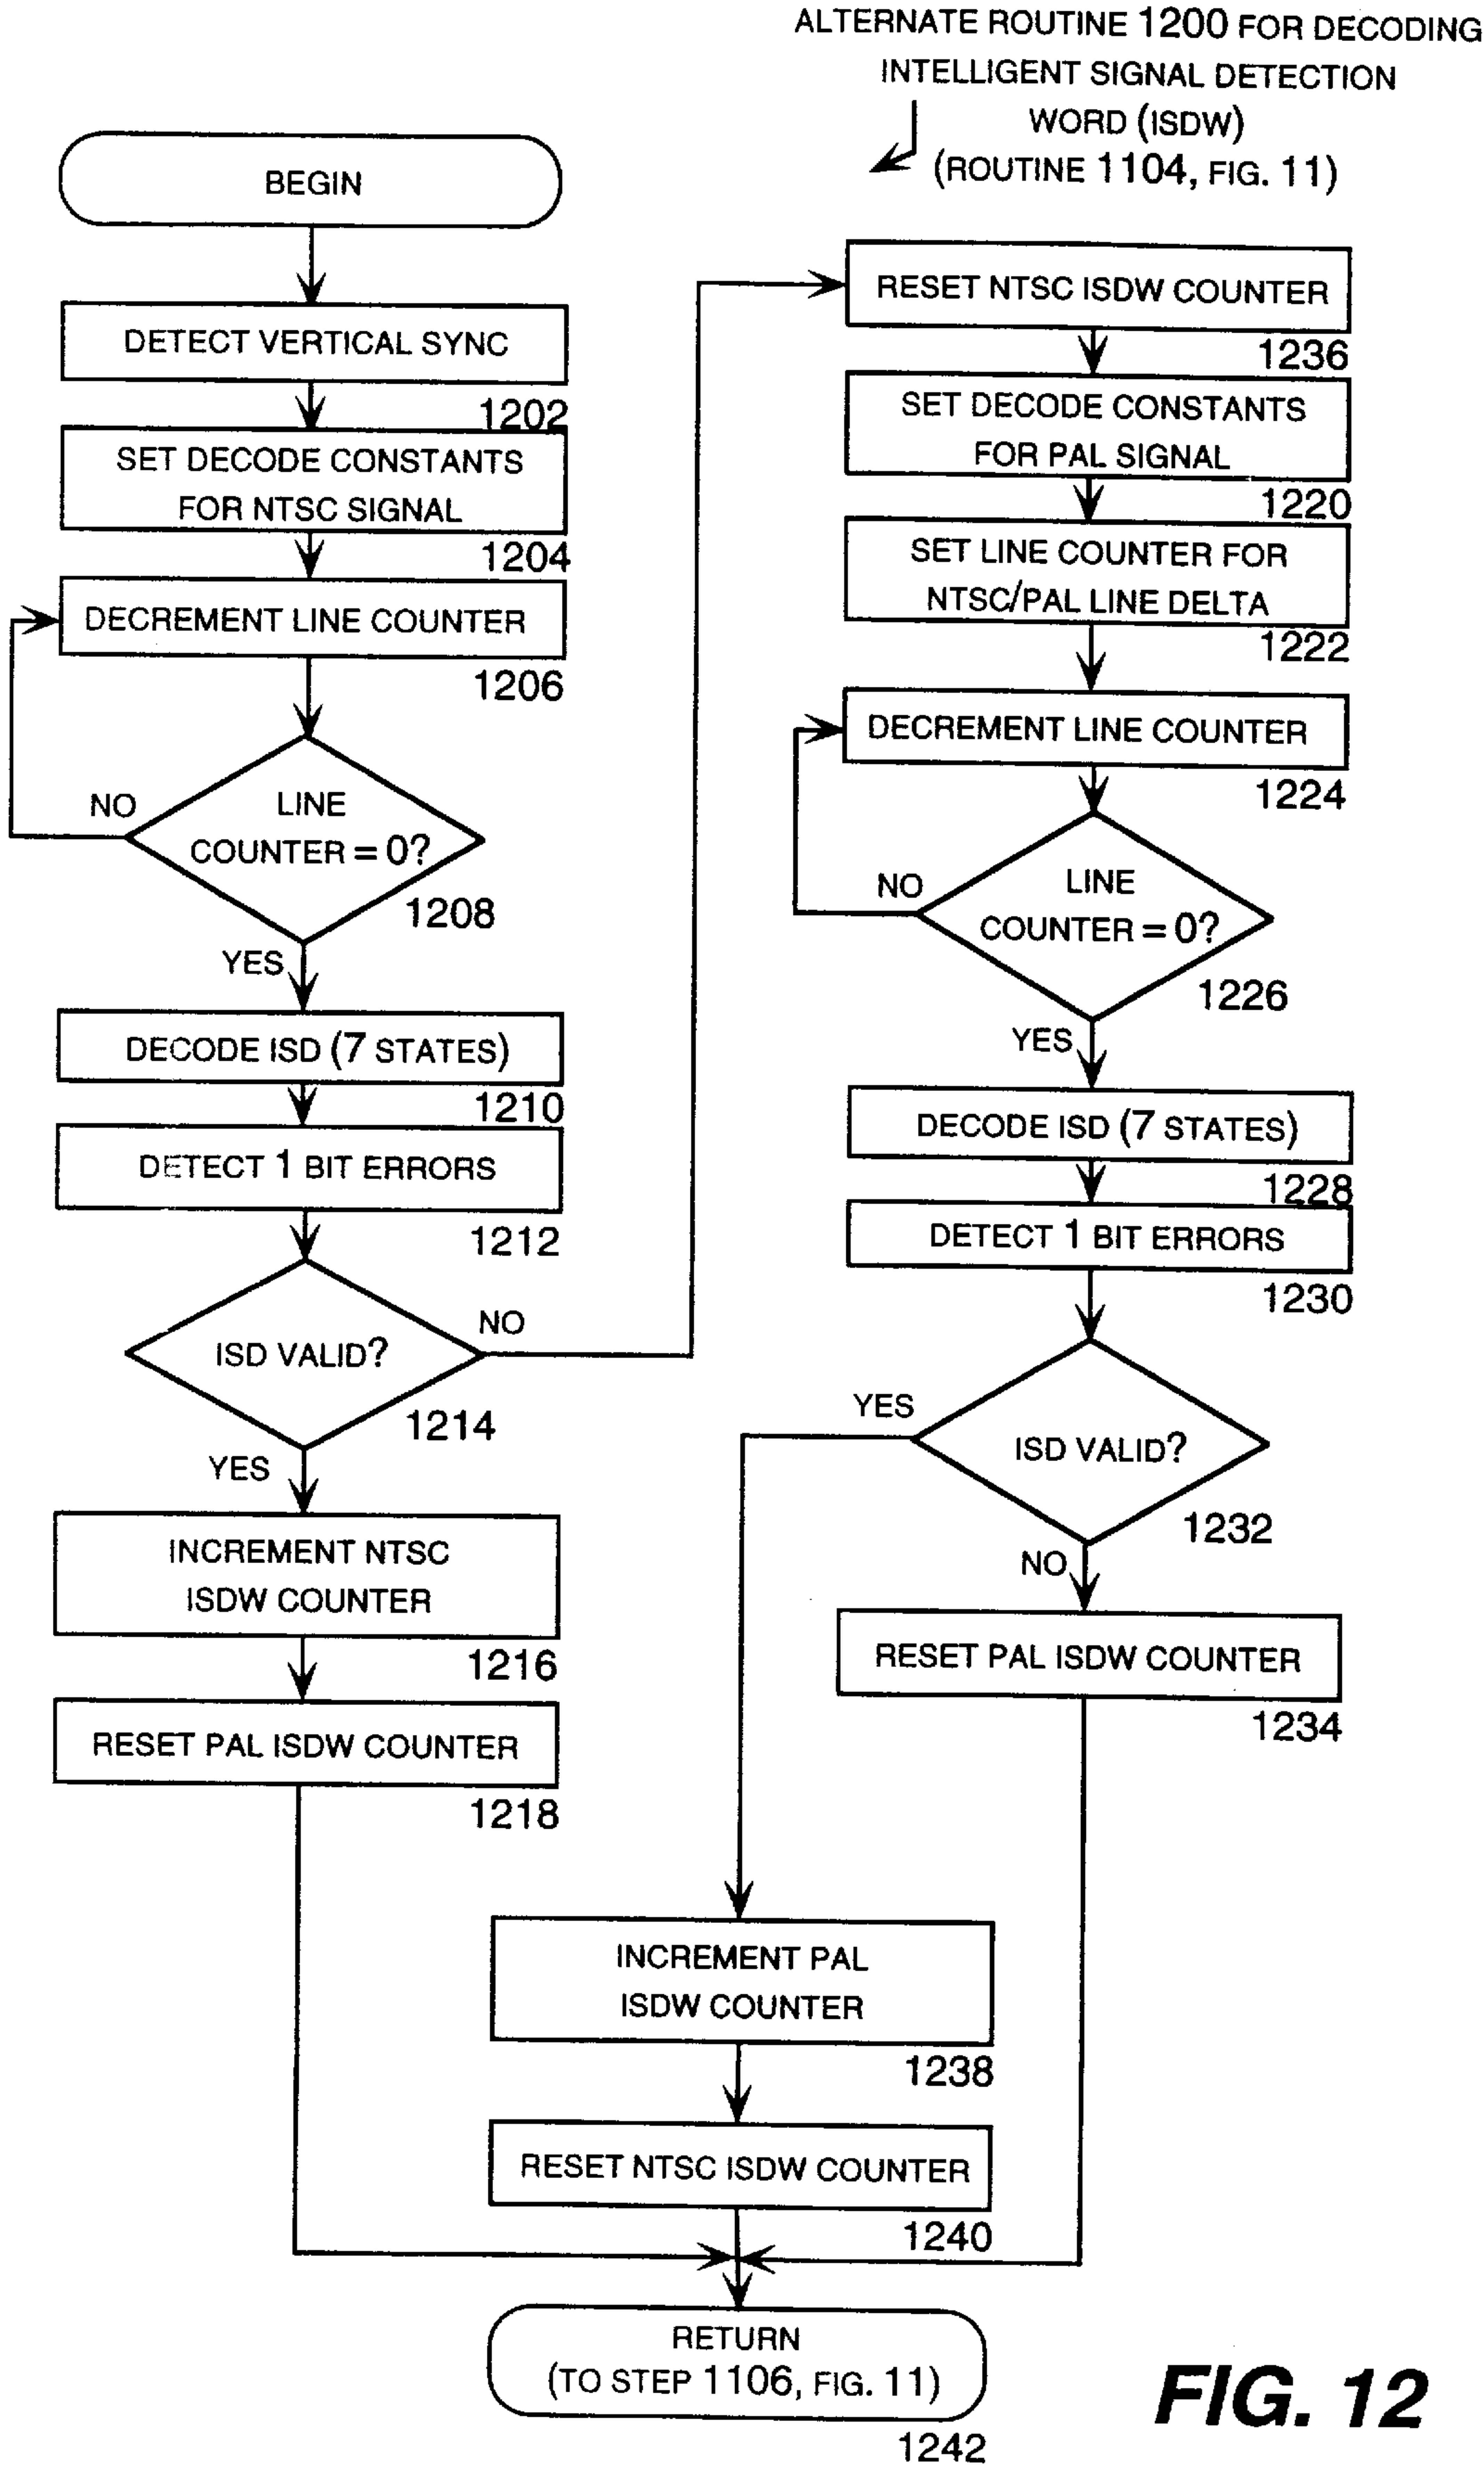 ALTERNATE ROUTINE 1200 FOR DECODING
INTELLIGENT SIGNAL DETECTION
WORD (ISDW)
(ROUTINE 1104, FIG. 11)
BEGIN
DETECT VERTICAL SYNC
1202
SET DECODE CONSTANTS
FOR NTSC SIGNAL
1204
DECREMENT LINE COUNTER
1206
NO
LINE
COUNTER = 0?
1208
YES
DECODE ISD (7 STATES)
1210
DETECT 1 BIT ERRORS
1212
NO
ISD VALID?
1214
YES
INCREMENT NTSC
ISDW COUNTER
1216
RESET PAL ISDW COUNTER
1218
RESET NTSC ISDW COUNTER
1236
SET DECODE CONSTANTS
FOR PAL SIGNAL
1220
SET LINE COUNTER FOR
NTSC/PAL LINE DELTA
1222
DECREMENT LINE COUNTER
1224
NO
LINE
COUNTER = 0?
1226
YES
DECODE ISD (7 STATES)
1228
DETECT 1 BIT ERRORS
1230
YES
ISD VALID?
1232
NO
RESET PAL ISDW COUNTER
1234
INCREMENT PAL
ISDW COUNTER
1238
RESET NTSC ISDW COUNTER
1240
RETURN
(TO STEP 1106, FIG. 11)
1242
FIG. 12